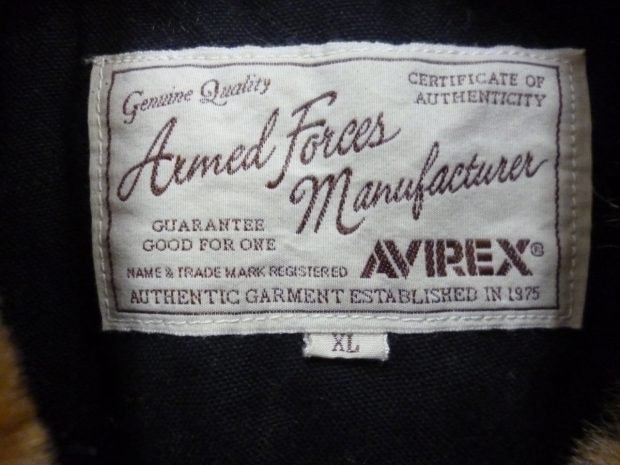 Genuine Quality
CERTIFICATE OF
AUTHENTICITY
Armed Forces
Manufacturer
GUARANTEE
GOOD FOR ONE
AVIREX®
NAME & TRADE MARK REGISTERED
AUTHENTIC GARMENT ESTABLISHED IN 1975
XL